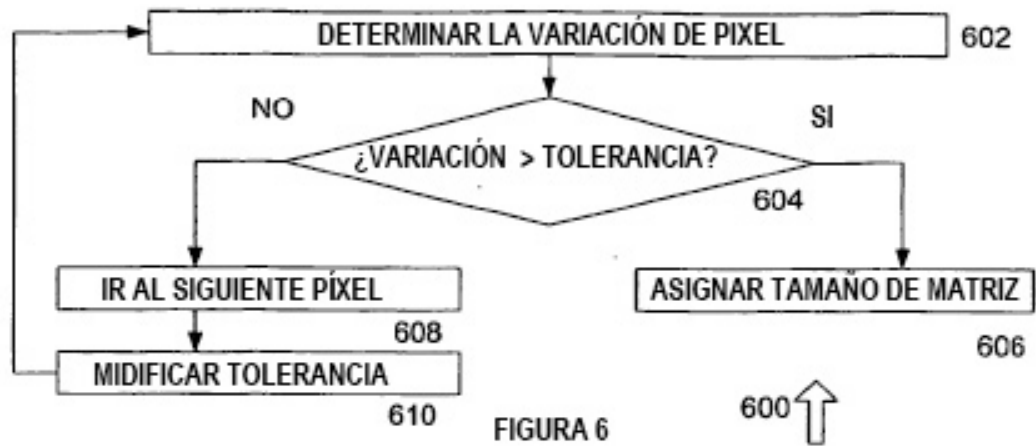 DETERMINAR LA VARIACIÓN DE PIXEL
602
NO
SI
¿VARIACIÓN > TOLERANCIA?
604
IR AL SIGUIENTE PÍXEL
608
ASIGNAR TAMAÑO DE MATRIZ
606
MIDIFICAR TOLERANCIA
610
600
FIGURA 6